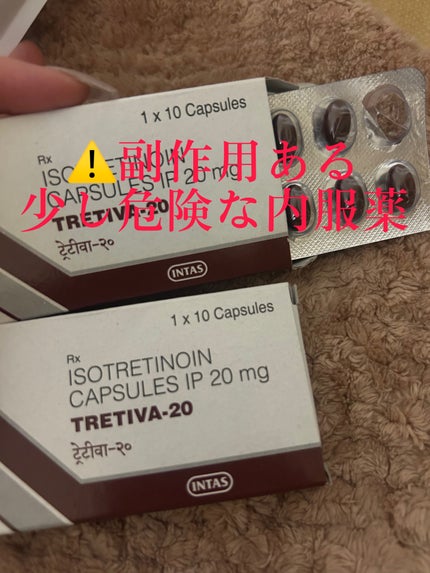 1 x 10 Capsules
Rx
ISOTRETINOIN
CAPSULES IP 20 mg
TRETIVA-20
ट्रेटीवा-२०
INTAS
⚠️副作用ある
少し危険な内服薬
1 x 10 Capsules
Rx
ISOTRETINOIN
CAPSULES IP 20 mg
TRETIVA-20
ट्रेटीवा-२०
INTAS